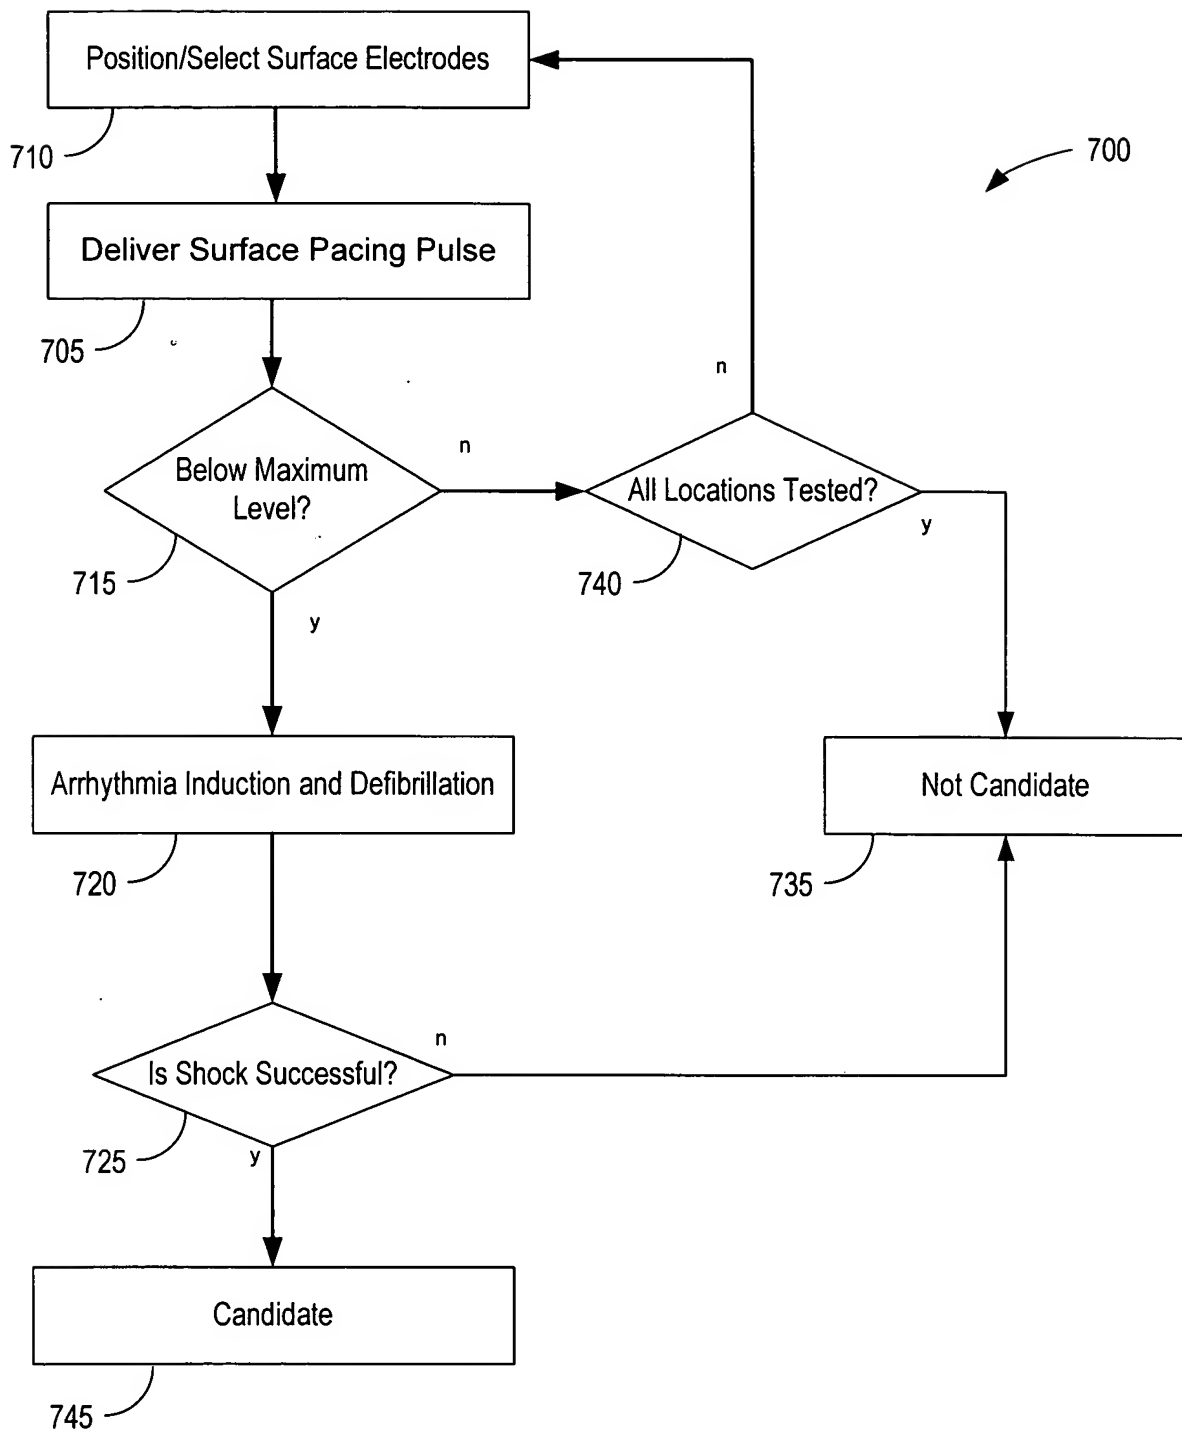 Position/Select Surface Electrodes
710
700
Deliver Surface Pacing Pulse
705
n
n
Below Maximum
Level?
All Locations Tested?
y
715
740
y
Arrhythmia Induction and Defibrillation
Not Candidate
720
735
n
Is Shock Successful?
725
y
Candidate
745